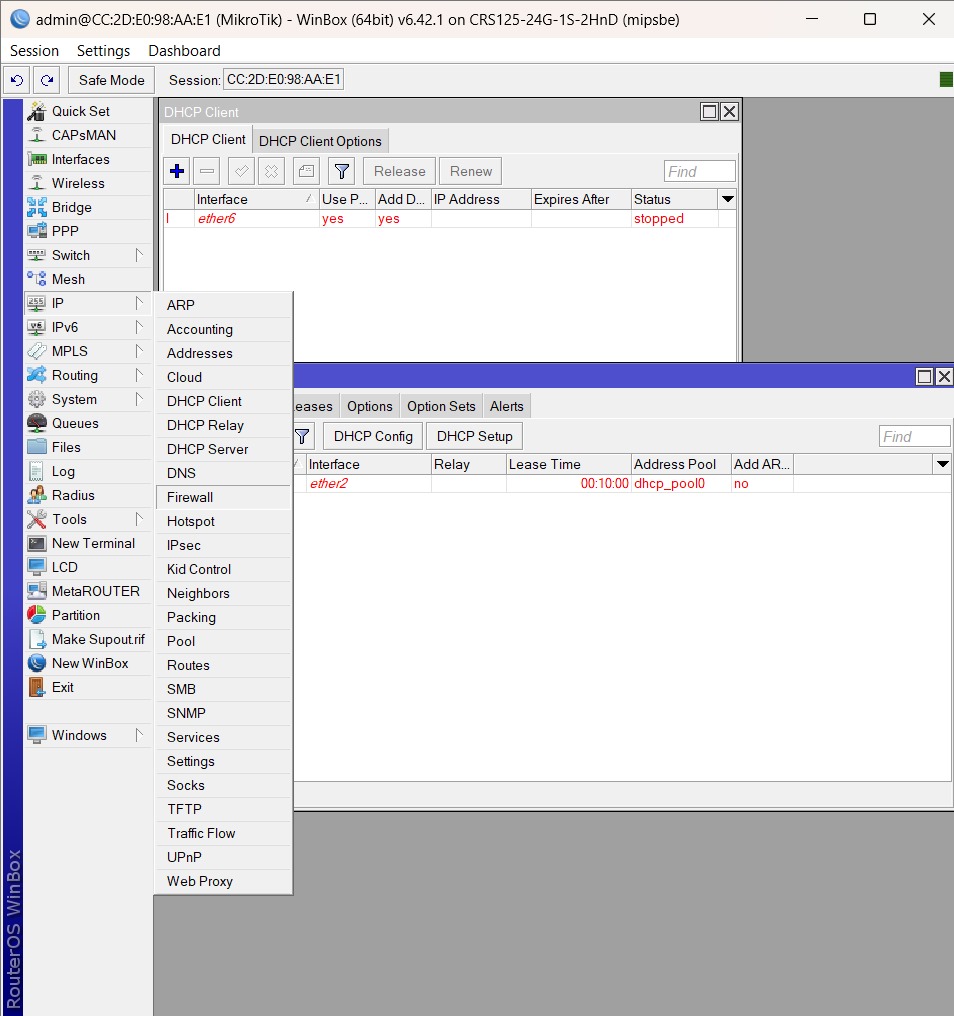 admin@CC:2D:E0:98:AA:E1 (MikroTik) - WinBox (64bit) v6.42.1 on CRS125-24G-1S-2HnD (mipsbe)
Session Settings Dashboard
Safe Mode Session: CC:2D:E0:98:AA:E1
Quick Set
CAPsMAN
Interfaces
Wireless
Bridge
PPP
Switch
Mesh
IP
IPv6
MPLS
Routing
System
Queues
Files
Log
Radius
Tools
New Terminal
LCD
MetaROUTER
Partition
Make Supout.rif
New WinBox
Exit
Windows
RouterOS WinBox
DHCP Client
DHCP Client DHCP Client Options
Release Renew Find
Interface Use P... Add D... IP Address Expires After Status
I ether6 yes yes stopped
ARP
Accounting
Addresses
Cloud
DHCP Client
DHCP Relay
DHCP Server
DNS
Firewall
Hotspot
IPsec
Kid Control
Neighbors
Packing
Pool
Routes
SMB
SNMP
Services
Settings
Socks
TFTP
Traffic Flow
UPnP
Web Proxy
eases Options Option Sets Alerts
DHCP Config DHCP Setup Find
Interface Relay Lease Time Address Pool Add AR...
ether2 00:10:00 dhcp_pool0 no